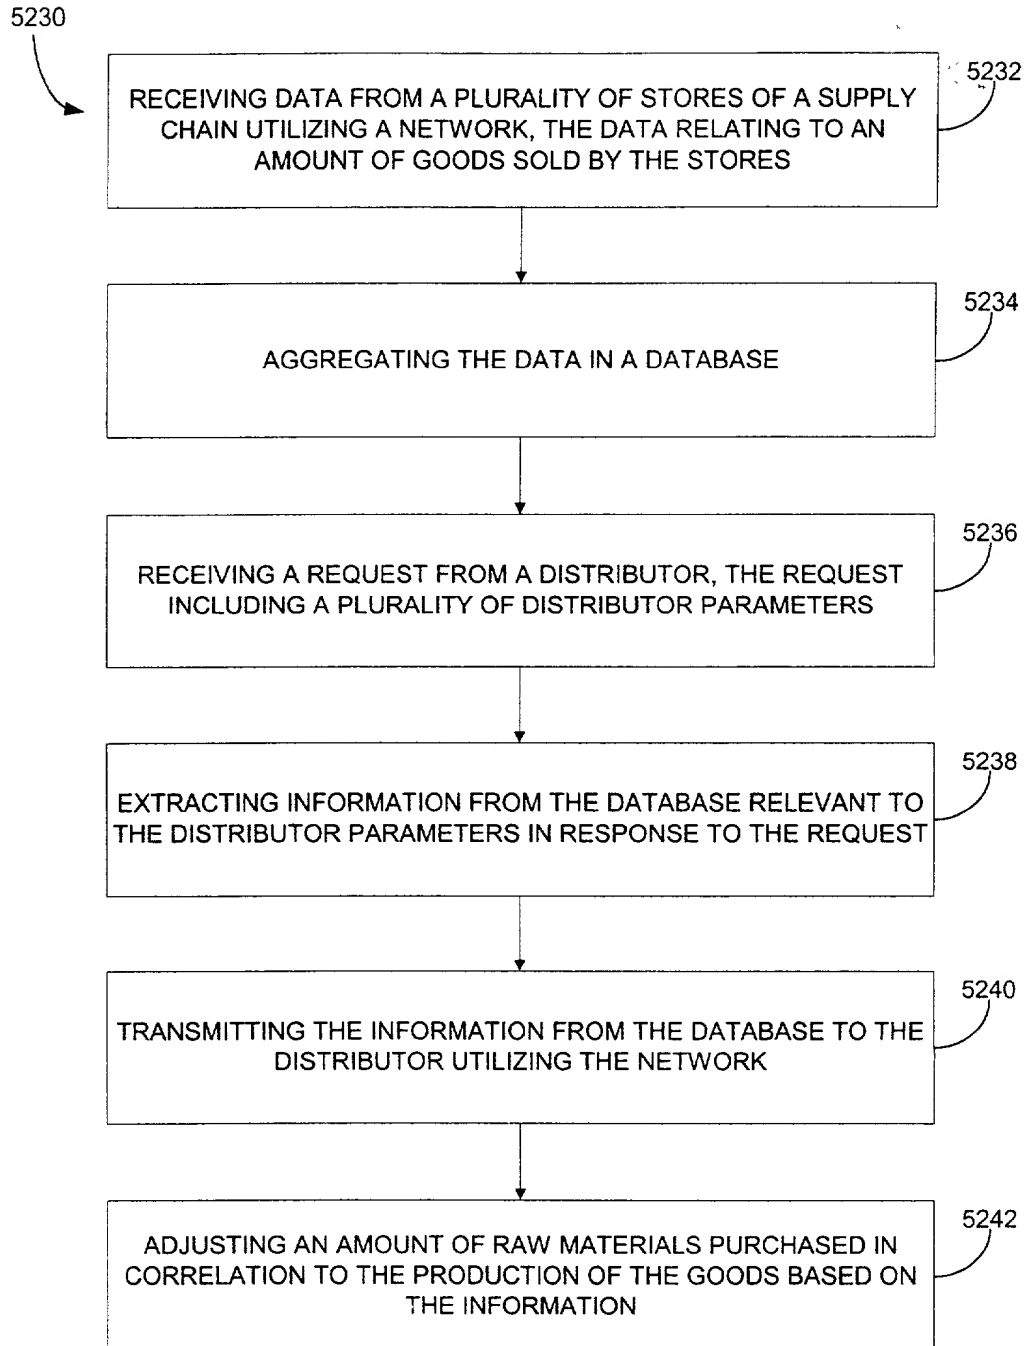 5230
5232
RECEIVING DATA FROM A PLURALITY OF STORES OF A SUPPLY
CHAIN UTILIZING A NETWORK, THE DATA RELATING TO AN
AMOUNT OF GOODS SOLD BY THE STORES
5234
AGGREGATING THE DATA IN A DATABASE
5236
RECEIVING A REQUEST FROM A DISTRIBUTOR, THE REQUEST
INCLUDING A PLURALITY OF DISTRIBUTOR PARAMETERS
5238
EXTRACTING INFORMATION FROM THE DATABASE RELEVANT TO
THE DISTRIBUTOR PARAMETERS IN RESPONSE TO THE REQUEST
5240
TRANSMITTING THE INFORMATION FROM THE DATABASE TO THE
DISTRIBUTOR UTILIZING THE NETWORK
5242
ADJUSTING AN AMOUNT OF RAW MATERIALS PURCHASED IN
CORRELATION TO THE PRODUCTION OF THE GOODS BASED ON
THE INFORMATION